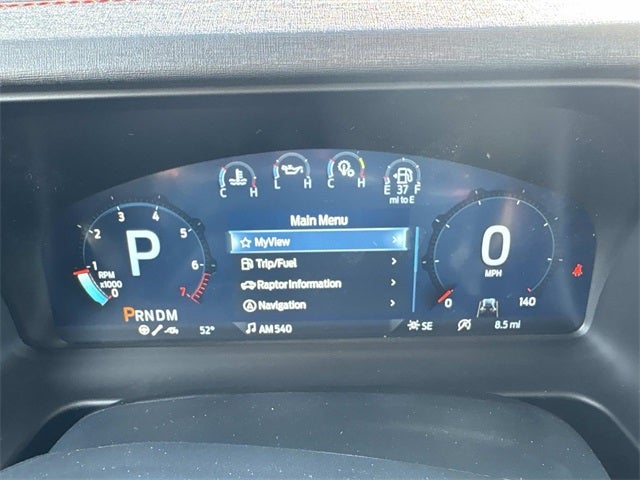 C H L H C H E 37 F
mi to E
Main Menu
MyView
Trip/Fuel
Raptor Information
Navigation
3 4
2 5
1 6
0 7
P
RPM
x1000
PRNDM
52°
AM 540
0
MPH
0 140
SE
8.5 mi